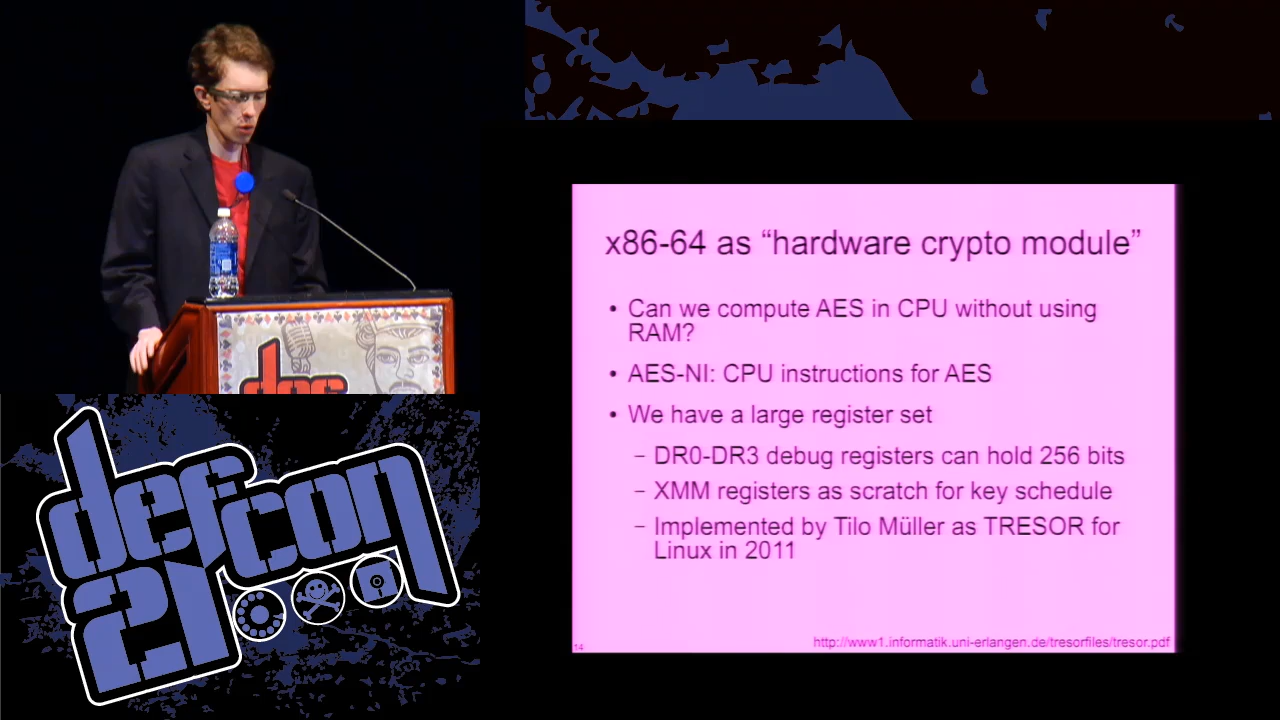 x86-64 as “hardware crypto module”
• Can we compute AES in CPU without using
RAM?
• AES-NI: CPU instructions for AES
• We have a large register set
– DR0-DR3 debug registers can hold 256 bits
– XMM registers as scratch for key schedule
– Implemented by Tilo Müller as TRESOR for
Linux in 2011
14
http://www1.informatik.uni-erlangen.de/tresorfiles/tresor.pdf
def
defcon
21